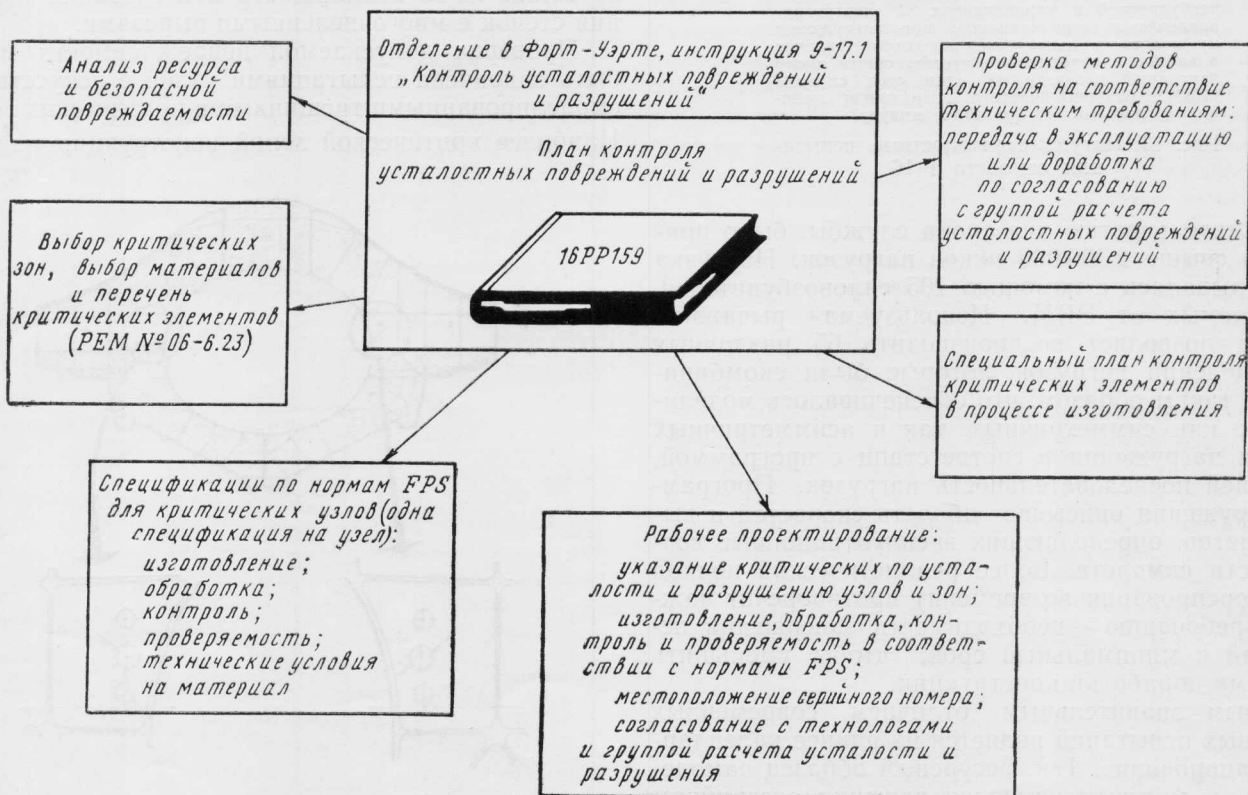 Анализ ресурса
и безопасной
повреждаемости
Отделение в Форт-Уэрте, инструкция 9-17.1
„Контроль усталостных повреждений
и разрушений"
План контроля
усталостных повреждений и разрушений
16РР159
Проверка методов
контроля на соответствие
техническим требованиям:
передача в эксплуатацию
или доработка
по согласованию
с группой расчета
усталостных повреждений
и разрушений
Выбор критических
зон, выбор материалов
и перечень
критических элементов
(РЕМ № 06-6.23)
Специальный план контроля
критических элементов
в процессе изготовления
Спецификации по нормам FPS
для критических узлов (одна
спецификация на узел):
изготовление;
обработка;
контроль;
проверяемость;
технические условия
на материал
Рабочее проектирование:
указание критических по уста-
лости и разрушению узлов и зон;
изготовление, обработка, кон-
троль и проверяемость в соответ-
ствии с нормами FPS;
местоположение серийного номера,
согласование с технологами
и группой расчета усталости и
разрушения